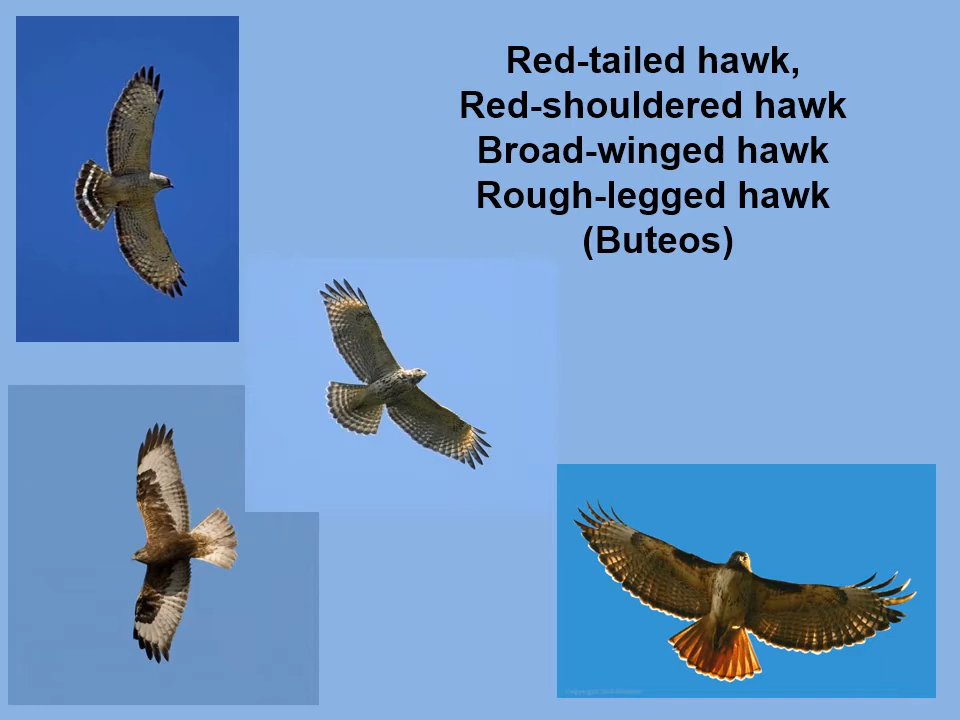 Red-tailed hawk,
Red-shouldered hawk
Broad-winged hawk
Rough-legged hawk
(Buteos)